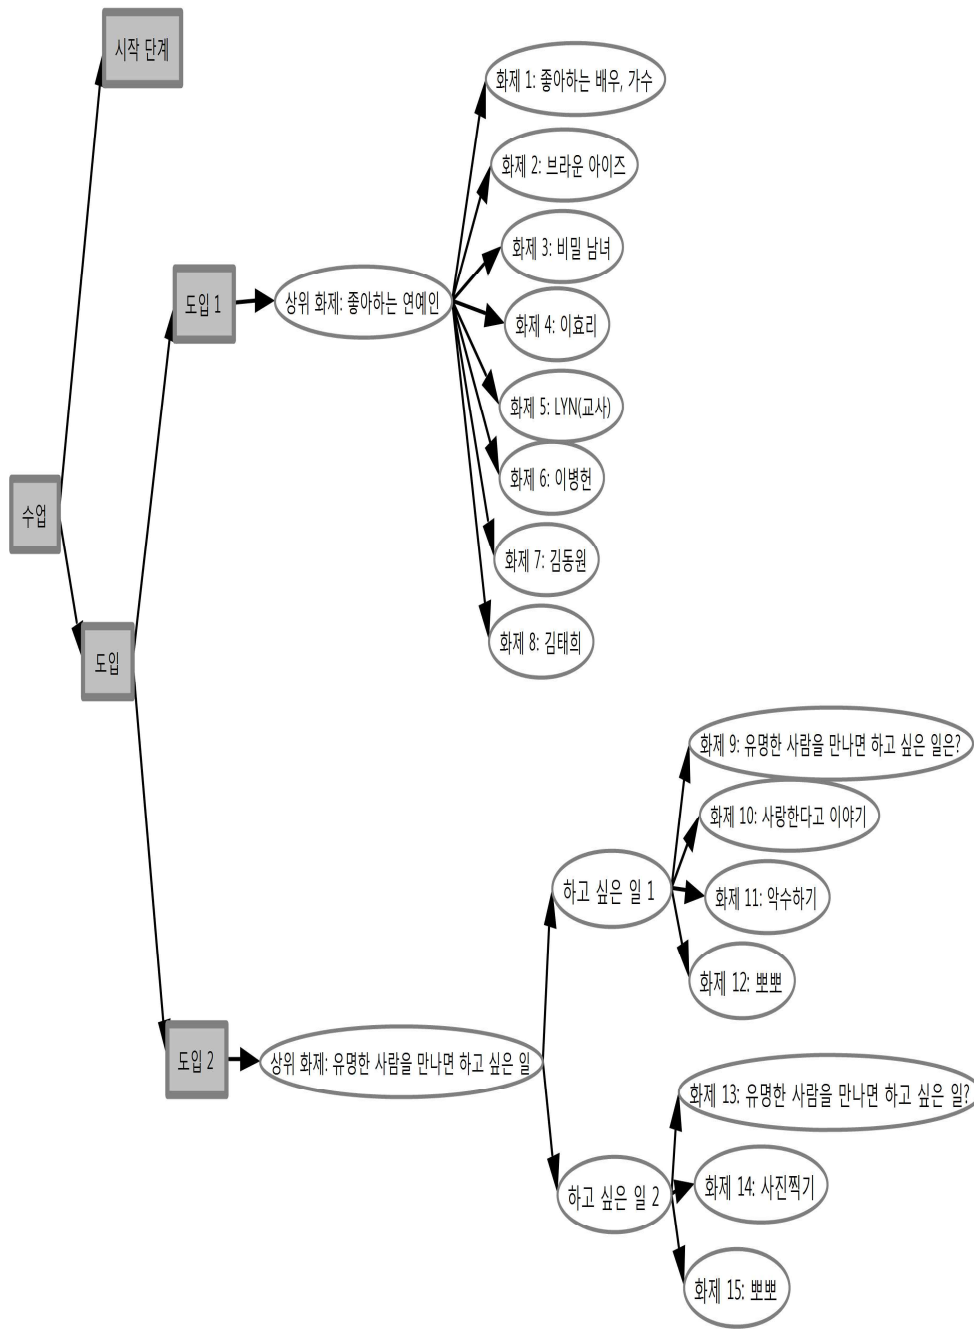 시작 단계
화제 1: 좋아하는 배우, 가수
화제 2: 브라운 아이즈
화제 3: 비밀 남녀
도입 1
상위 화제: 좋아하는 연예인
화제 4: 이효리
화제 5: LYN(교사)
화제 6: 이병헌
수업
화제 7: 김동원
화제 8: 김태희
도입
화제 9: 유명한 사람을 만나면 하고 싶은 일은?
화제 10: 사랑한다고 이야기
하고 싶은 일 1
화제 11: 악수하기
화제 12: 뽀뽀
도입 2
상위 화제: 유명한 사람을 만나면 하고 싶은 일
화제 13: 유명한 사람을 만나면 하고 싶은 일?
하고 싶은 일 2
화제 14: 사진찍기
화제 15: 뽀뽀